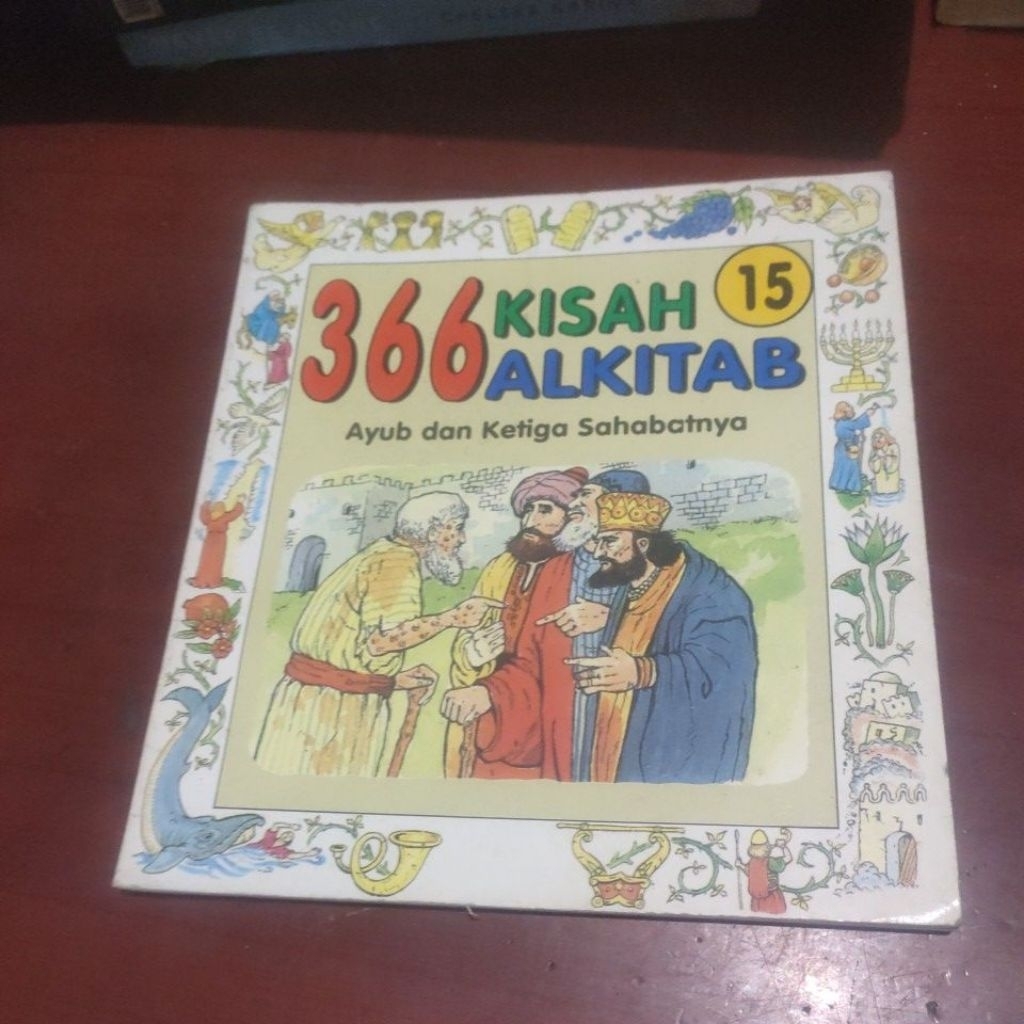 366 KISAH
ALKITAB
15
Ayub dan Ketiga Sahabatnya